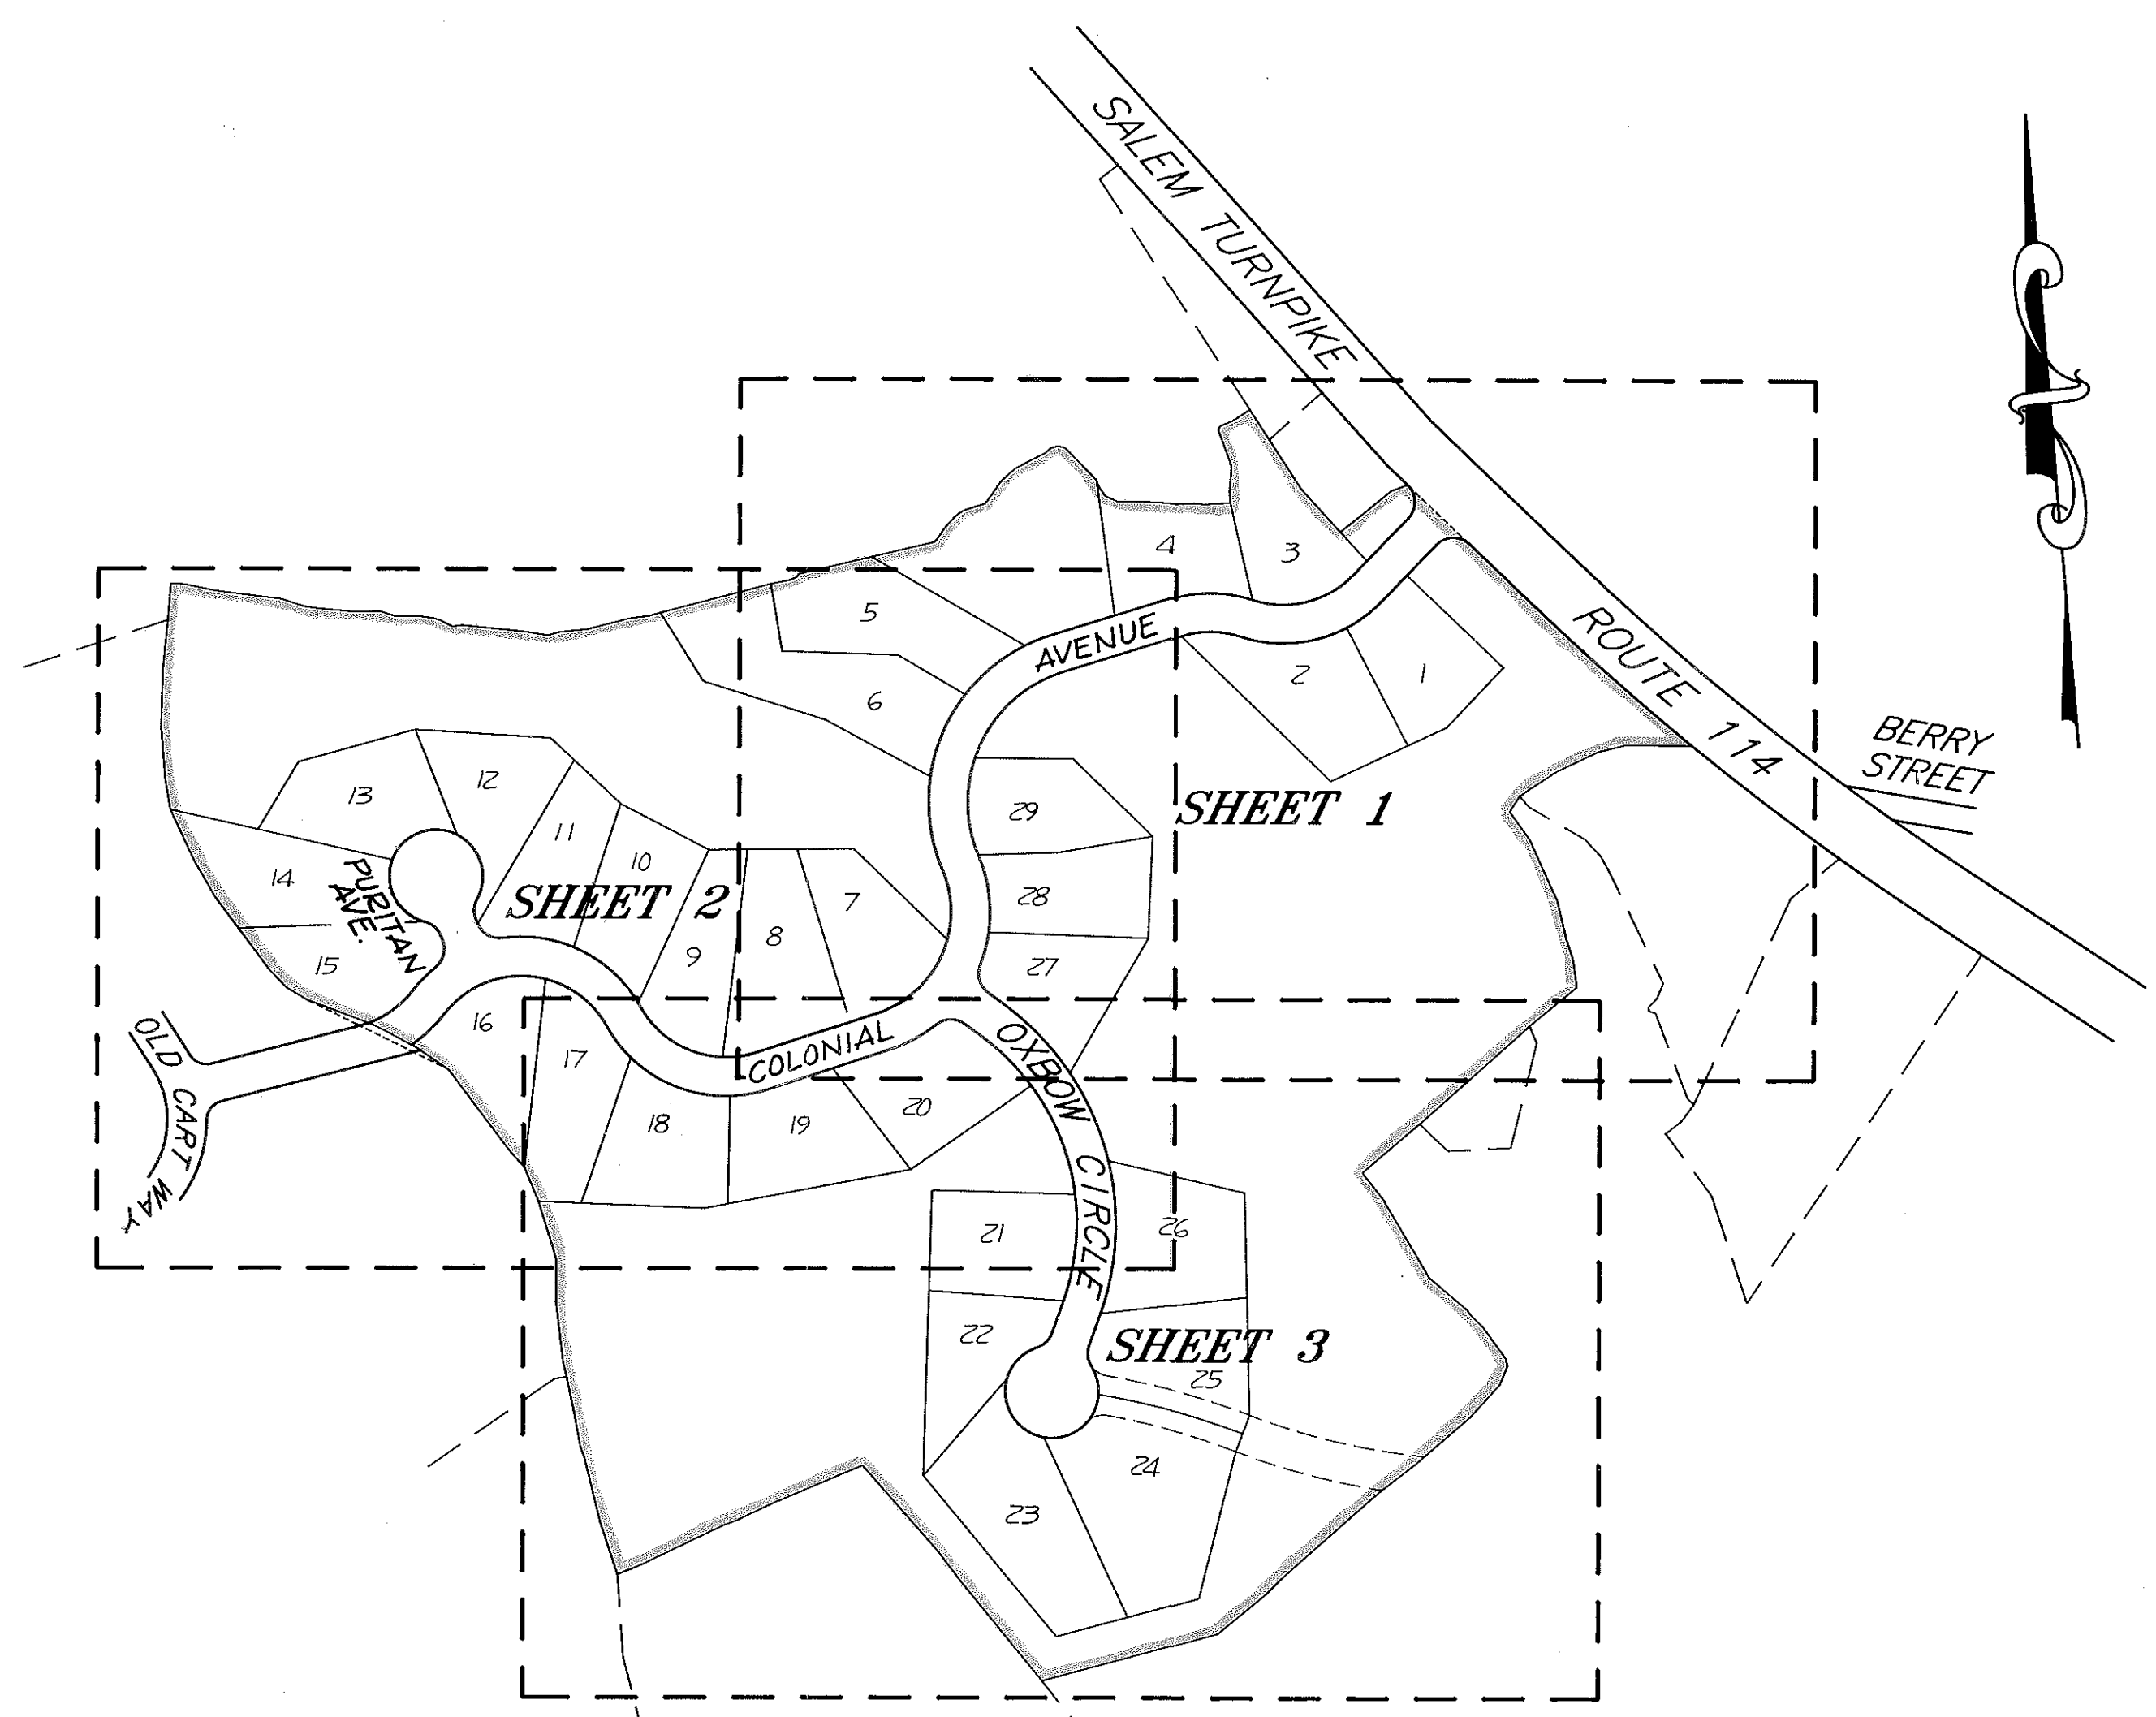 SALEM TURNPIKE
ROUTE 114
BERRY
STREET
4
3
5
AVENUE
2
1
6
13
12
29
SHEET 1
11
10
14
PURITAN
AVE.
SHEET 2
7
28
8
9
15
27
16
OLD CART WAY
COLONIAL
OXBOW CIRCLE
17
18
19
20
21
26
22
SHEET 3
25
24
23